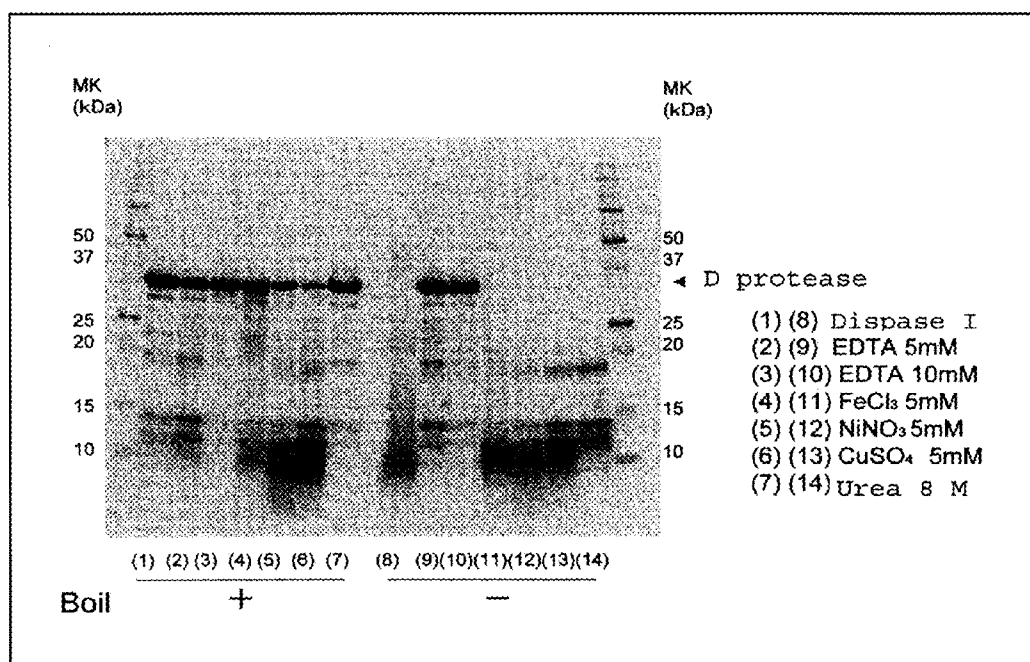 MK
(kDa)
50
37
25
20
15
10
MK
(kDa)
50
37
25
20
15
10
◄ D protease
(1) (8) Dispase I
(2) (9) EDTA 5mM
(3) (10) EDTA 10mM
(4) (11) FeCl₃ 5mM
(5) (12) NiNO₃ 5mM
(6) (13) CuSO₄ 5mM
(7) (14) Urea 8 M
(1) (2) (3) (4) (5) (6) (7) (8) (9)(10)(11)(12)(13)(14)
Boil + −